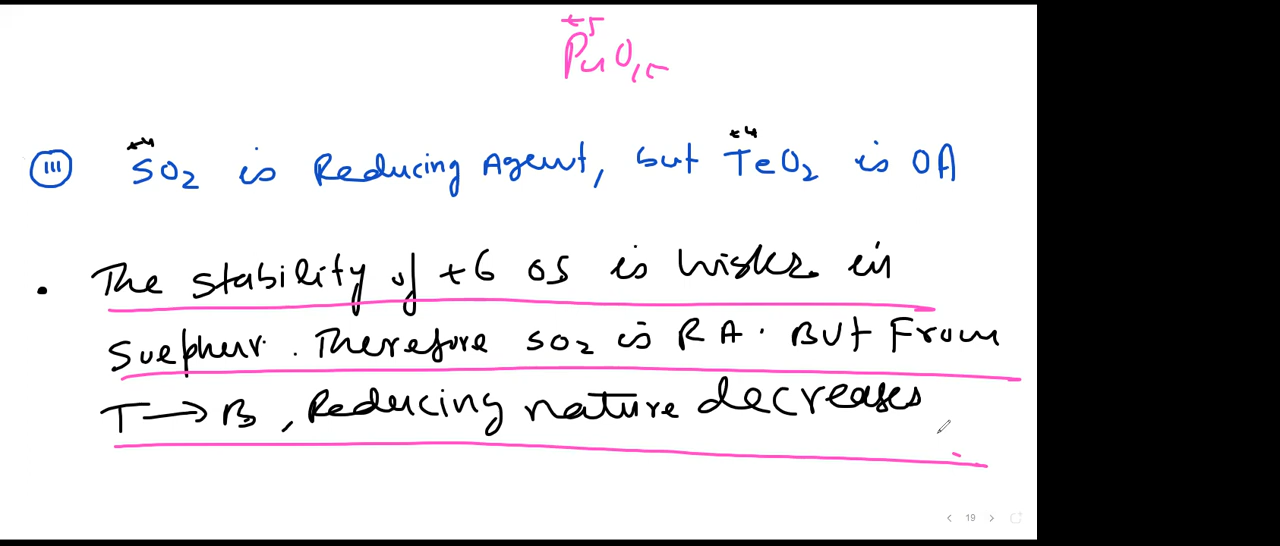 +5
P4O10
(III) SO2 is Reducing Agent, but TeO2 is OA
+4 +4
. The stability of +6 OS is higher in
Sulphur. Therefore SO2 is RA. But From
T → B, Reducing nature decreases
19